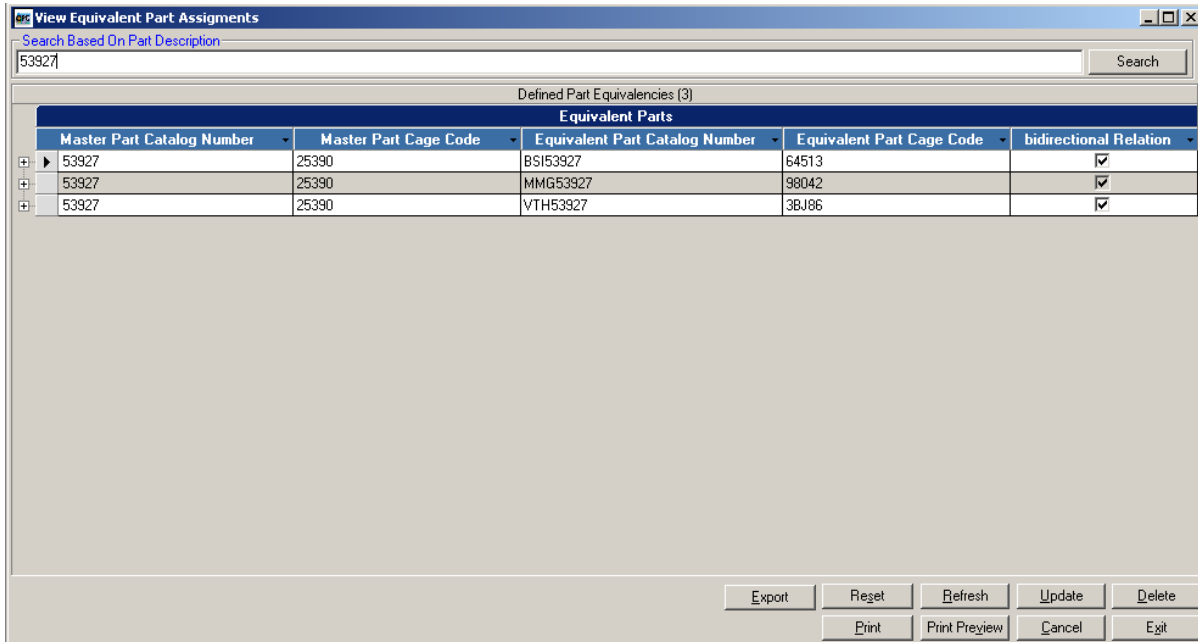 GFC View Equivalent Part Assigments
Search Based On Part Description
53927 Search
Defined Part Equivalencies (3)
Equivalent Parts
Master Part Catalog Number Master Part Cage Code Equivalent Part Catalog Number Equivalent Part Cage Code bidirectional Relation
53927 25390 BSI53927 64513
53927 25390 MMG53927 98042
53927 25390 VTH53927 3BJ86
Export Reset Refresh Update Delete
Print Print Preview Cancel Exit